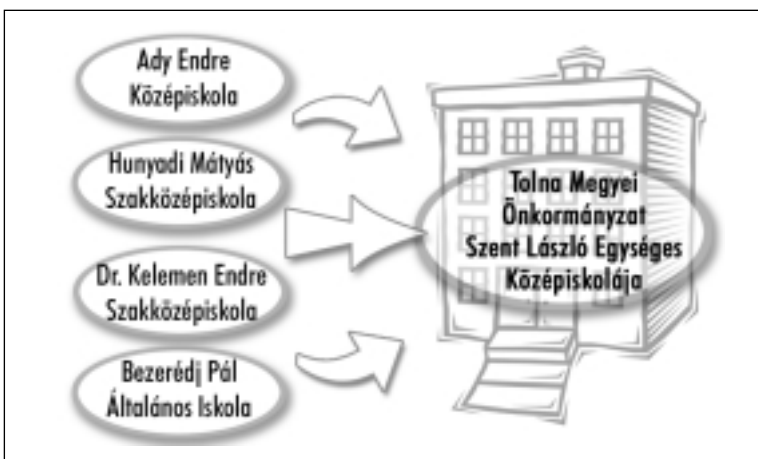 Ady Endre
Középiskola
Hunyadi Mátyás
Szakközépiskola
Dr. Kelemen Endre
Szakközépiskola
Bezerédj Pál
Általános Iskola
Tolna Megyei
Önkormányzat
Szent László Egységes
Középiskolája